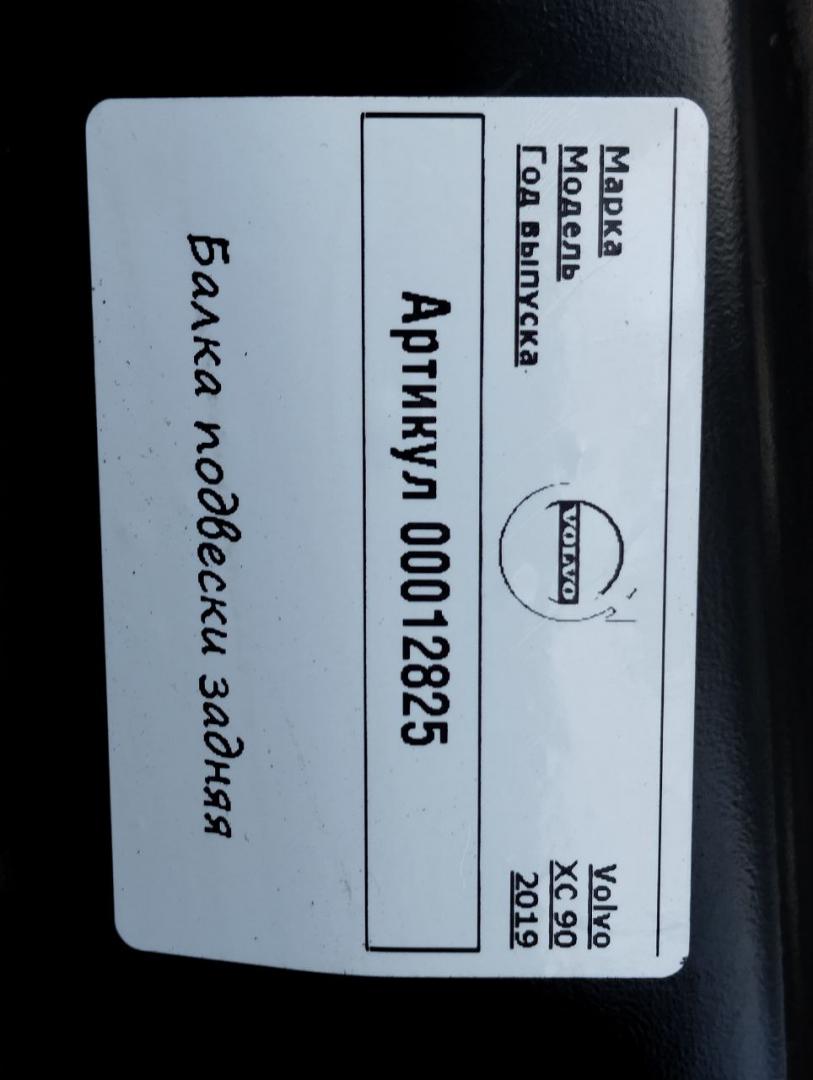 Марка Volvo
Модель XC 90
Год выпуска 2019
VOLVO
Артикул 00012825
Балка подвески задняя